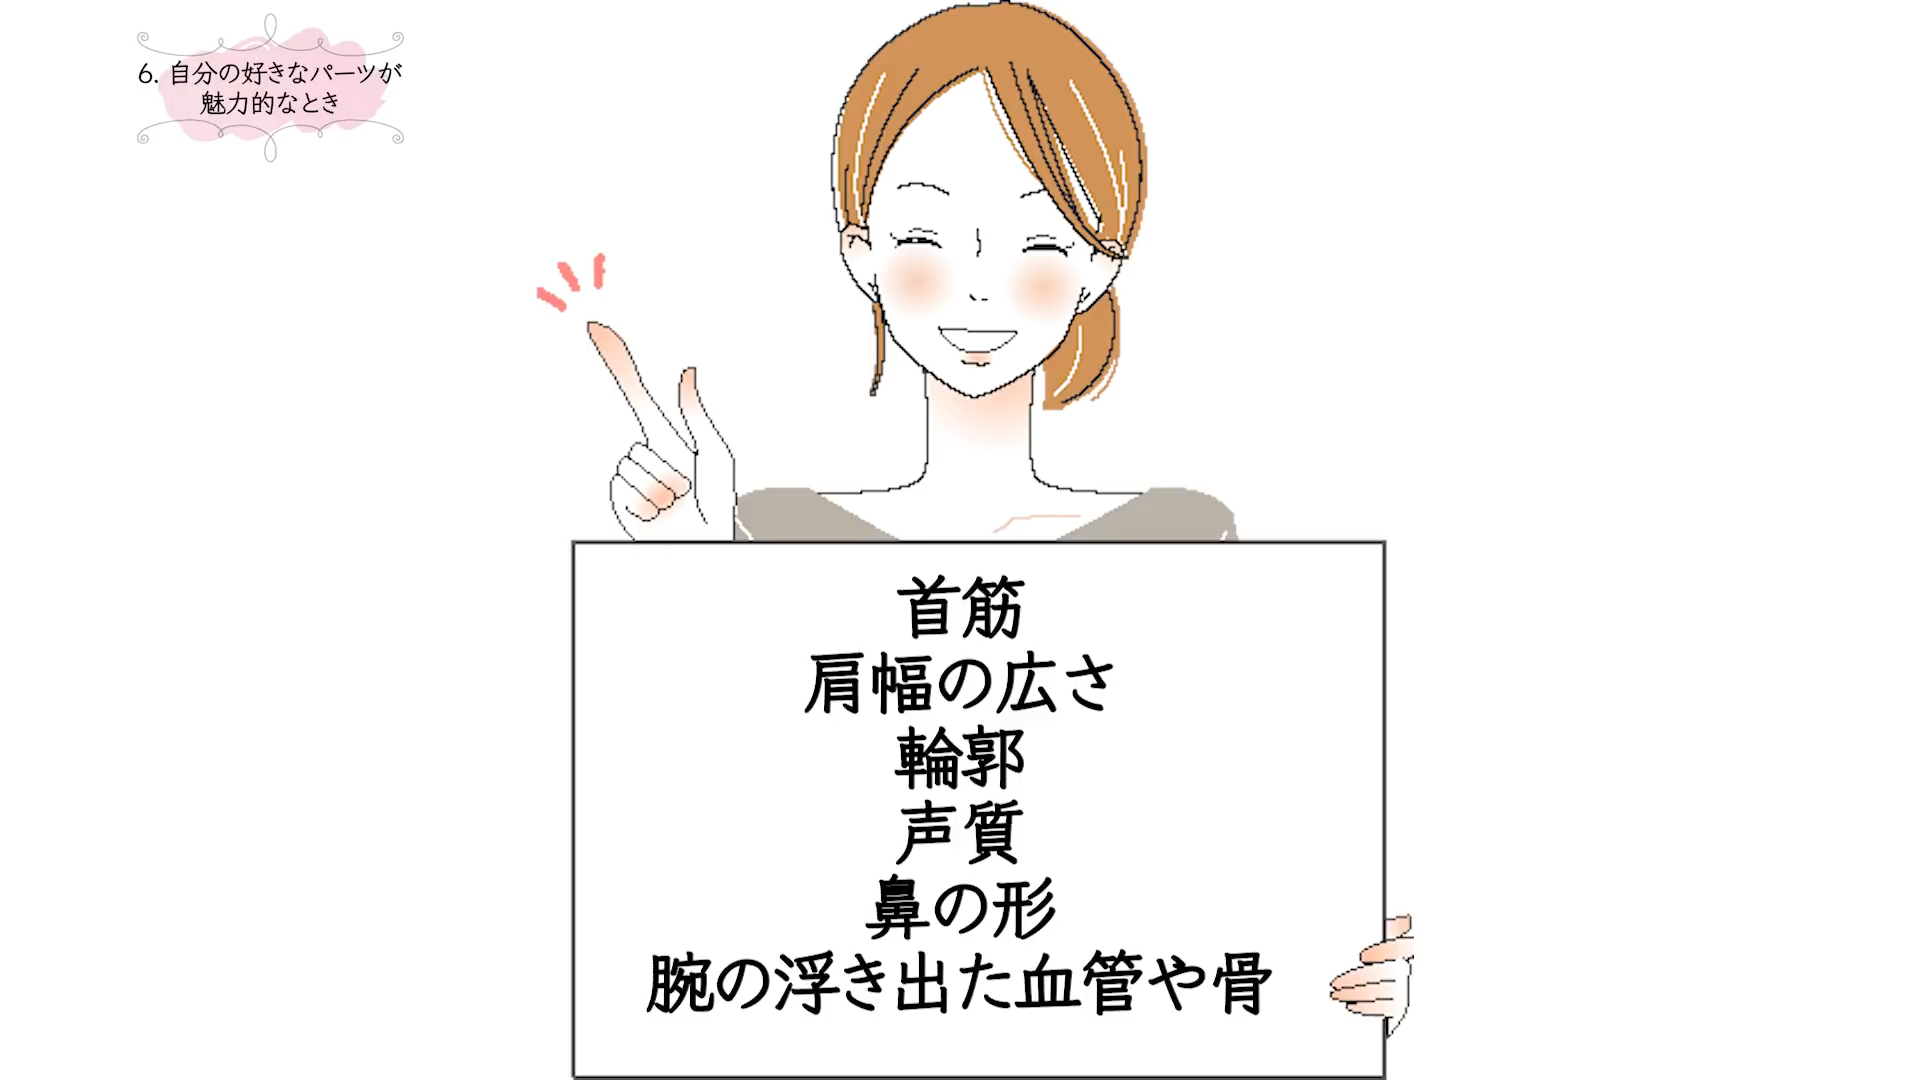 6. 自分の好きなパーツが
魅力的なとき
首筋
肩幅の広さ
輪郭
声質
鼻の形
腕の浮き出た血管や骨